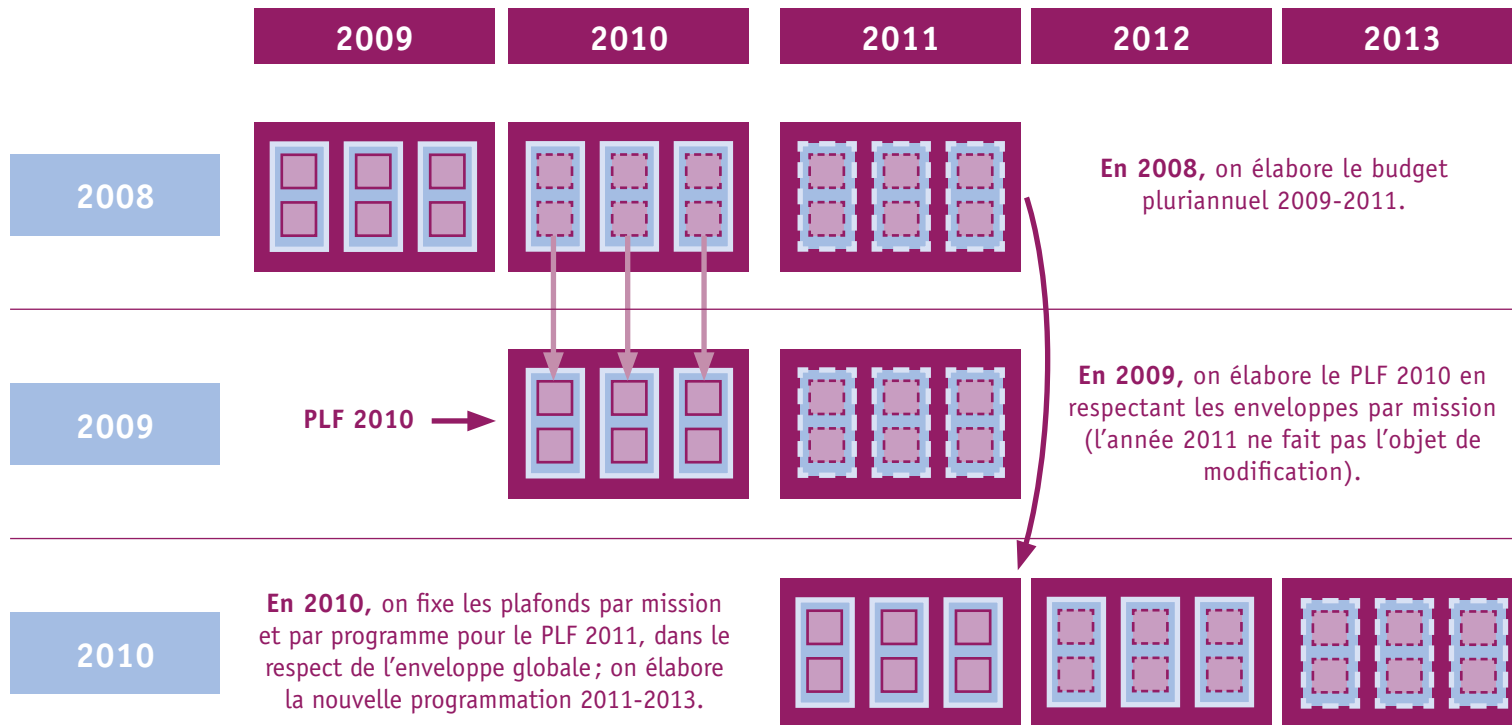 2009
2010
2011
2012
2013
2008
En 2008, on élabore le budget
pluriannuel 2009-2011.
2009
PLF 2010
En 2009, on élabore le PLF 2010 en
respectant les enveloppes par mission
(l’année 2011 ne fait pas l’objet de
modification).
2010
En 2010, on fixe les plafonds par mission
et par programme pour le PLF 2011, dans le
respect de l’enveloppe globale ; on élabore
la nouvelle programmation 2011-2013.